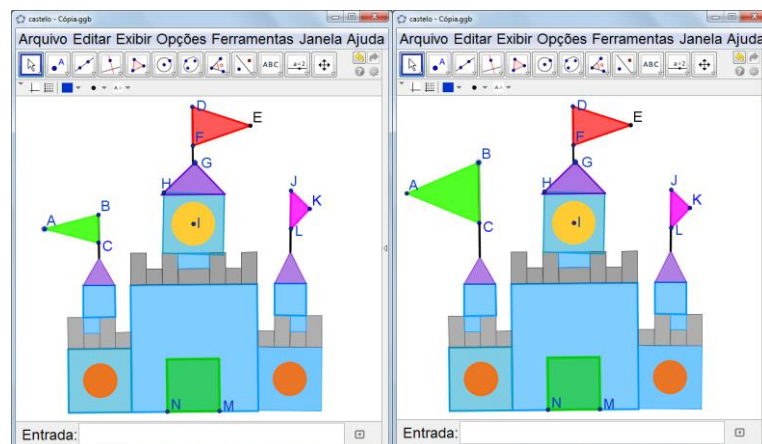 castelo - Cópia.ggb
Arquivo Editar Exibir Opções Ferramentas Janela Ajuda
A
ABC
a=2
D
E
F
G
H
J
K
A
B
I
L
C
N
M
Entrada:
castelo - Cópia.ggb
Arquivo Editar Exibir Opções Ferramentas Janela Ajuda
A
ABC
a=2
D
E
F
B
G
H
J
A
K
I
C
L
N
M
Entrada: